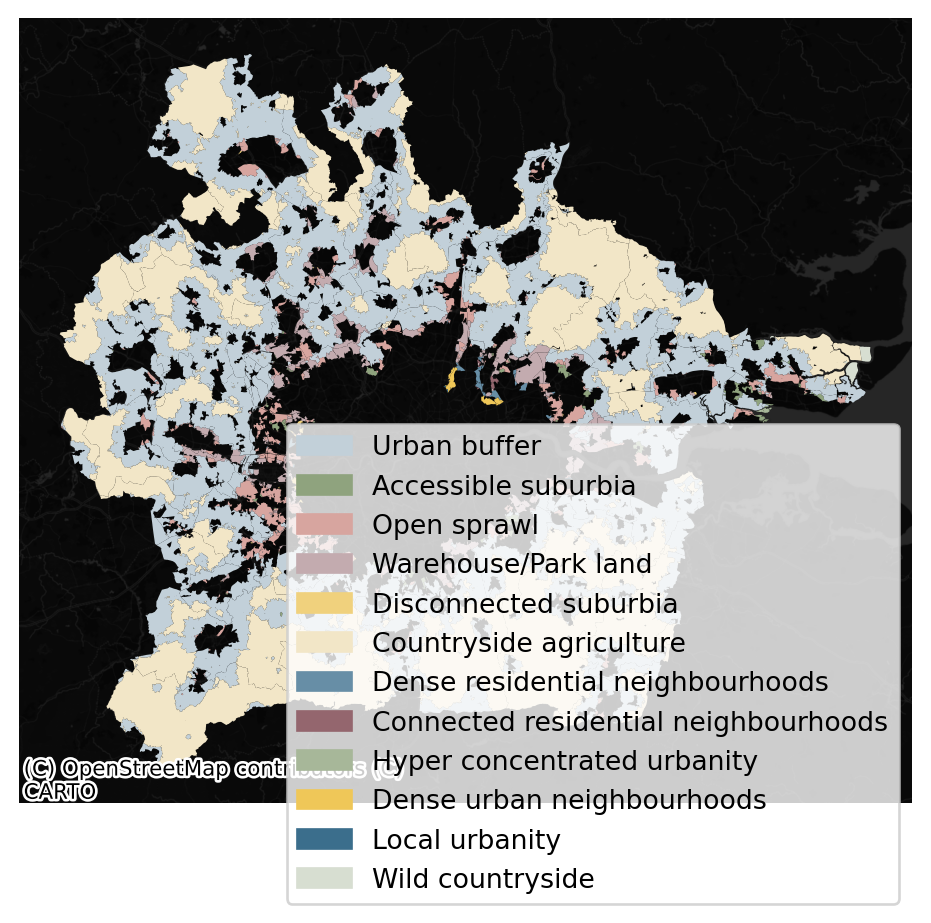 Urban buffer
Accessible suburbia
Open sprawl
Warehouse/Park land
Disconnected suburbia
Countryside agriculture
Dense residential neighbourhoods
Connected residential neighbourhoods
Hyper concentrated urbanity
Dense urban neighbourhoods
Local urbanity
Wild countryside
(C) OpenStreetMap contributors (C)
CARTO